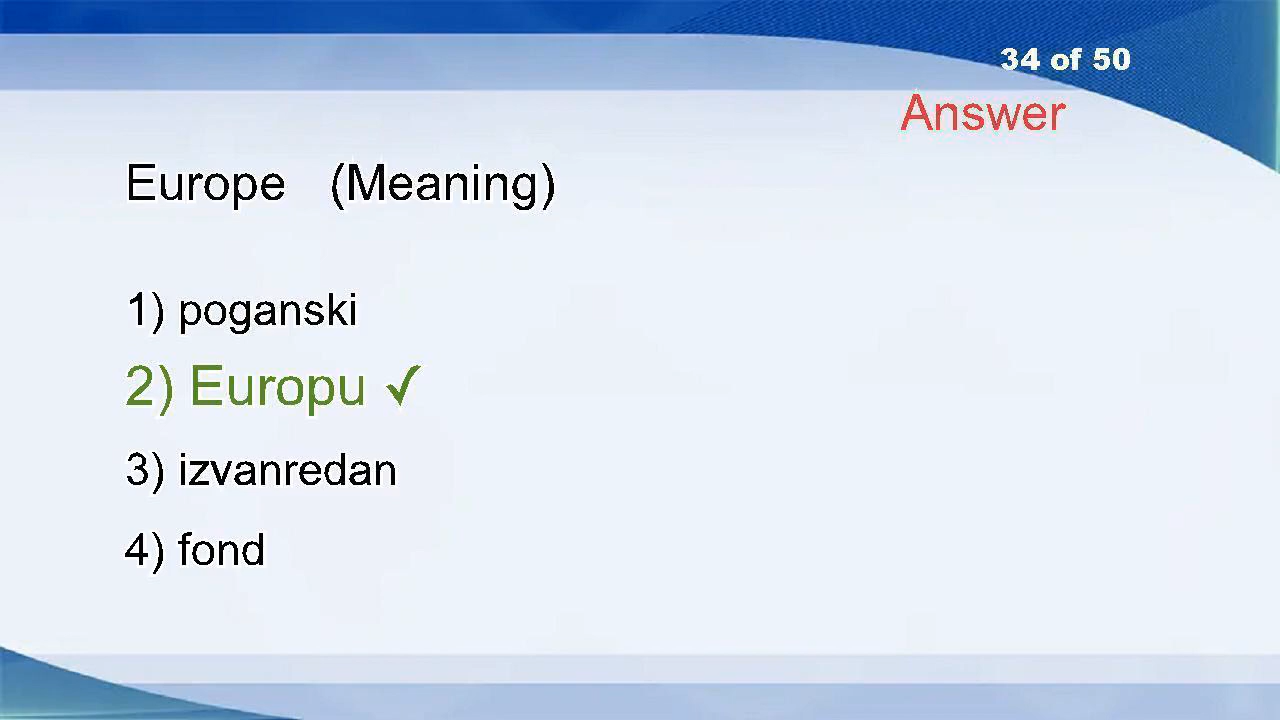 34 of 50
Answer
Europe (Meaning)
1) poganski
2) Europu ✓
3) izvanredan
4) fond